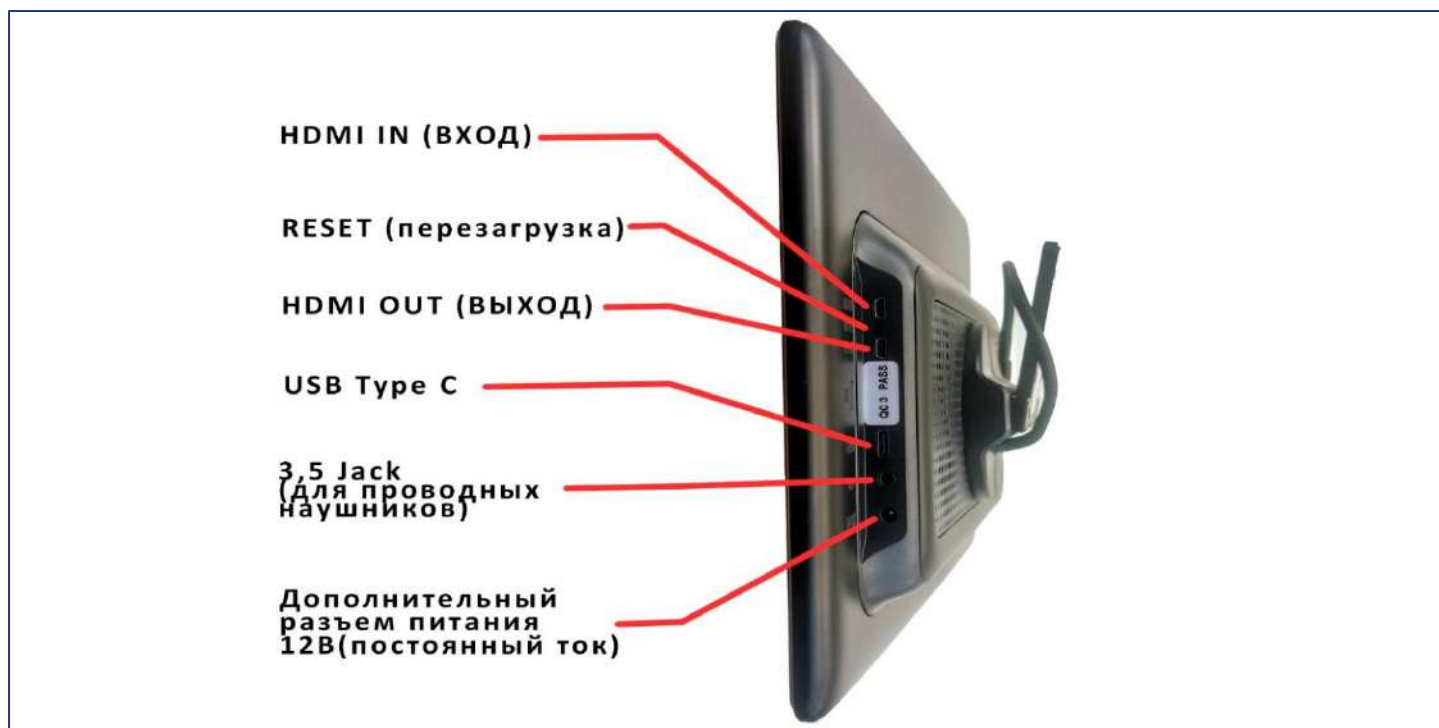 HDMI IN (ВХОД)
RESET (перезагрузка)
HDMI OUT (ВЫХОД)
USB Type C
QC 3 PASS
3,5 Jack
(для проводных
наушников)
Дополнительный
разъем питания
12В(постоянный ток)